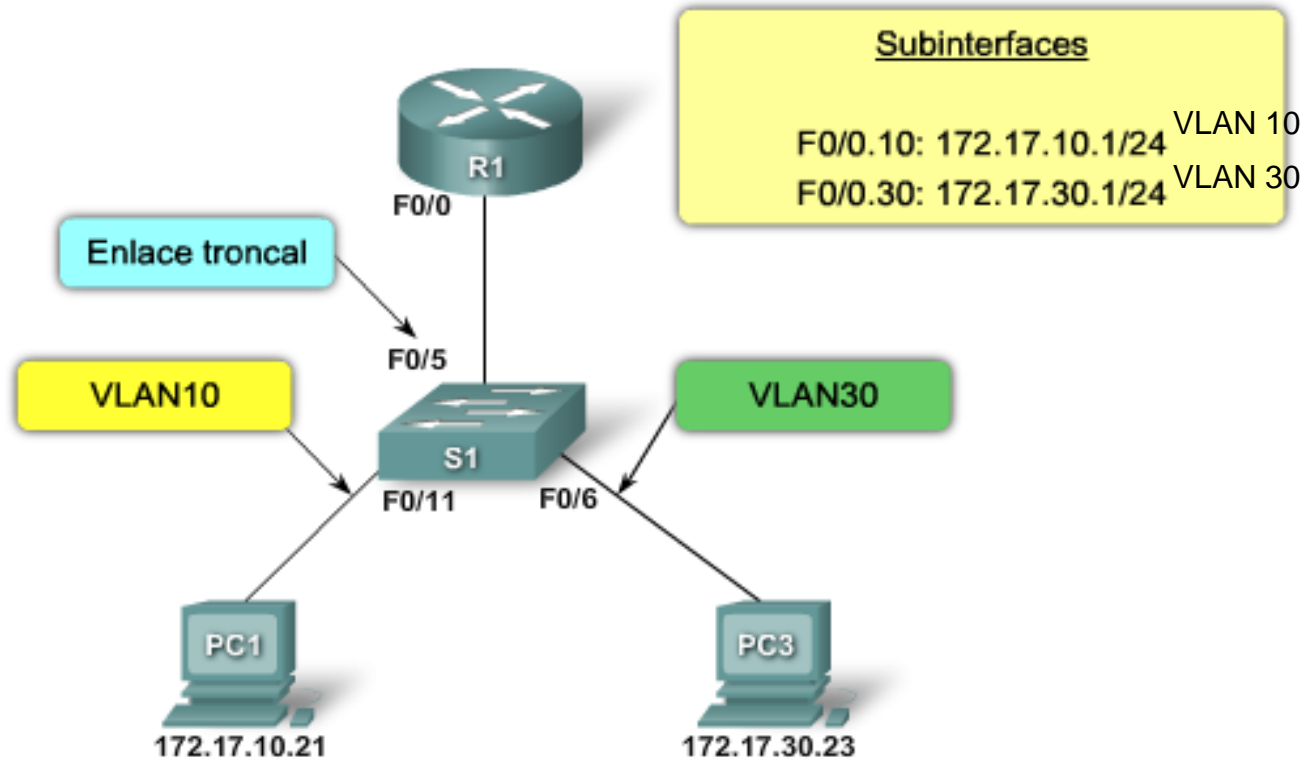 Subinterfaces
F0/0.10: 172.17.10.1/24 VLAN 10
F0/0.30: 172.17.30.1/24 VLAN 30
R1
F0/0
Enlace troncal
F0/5
VLAN10
VLAN30
S1
F0/11
F0/6
PC1
PC3
172.17.10.21
172.17.30.23